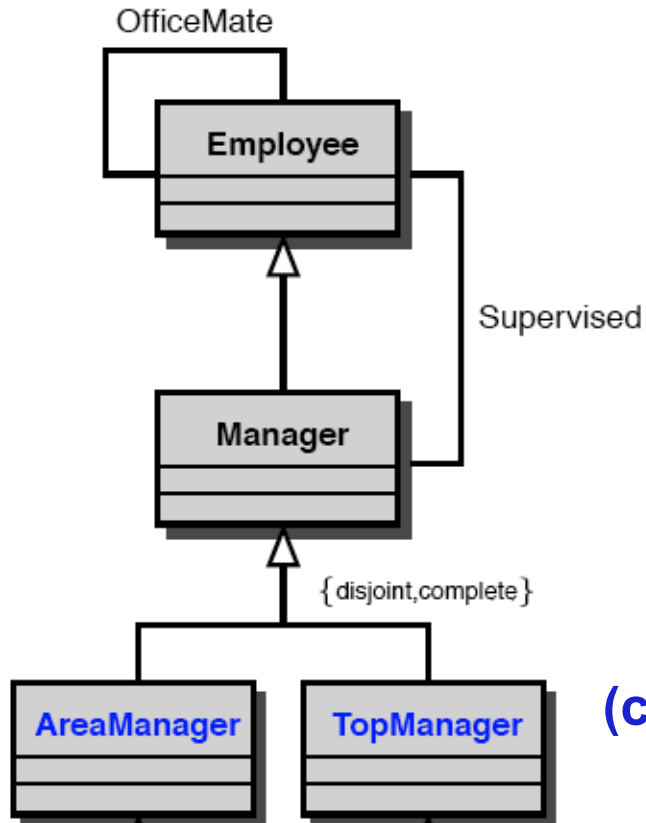 OfficeMate
Employee
Supervised
Manager
{disjoint,complete}
AreaManager
TopManager
(c